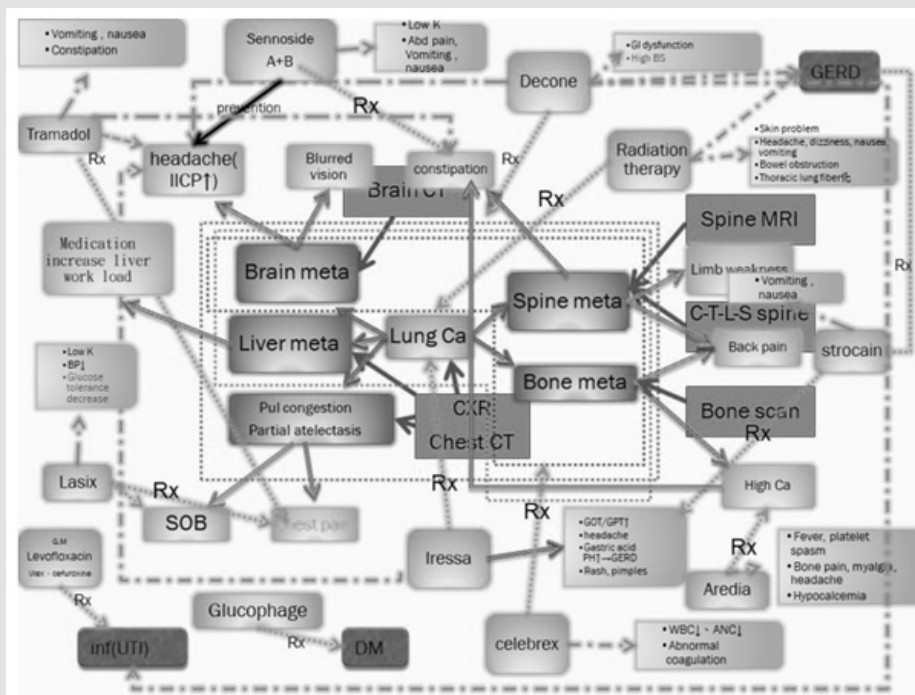 • Vomiting , nausea
• Constipation
Sennoside
A+B
• Low K
• Abd pain,
Vomiting ,
nausea
Decone
• GI dysfunction
• High BS
GERD
prevention
Rx
Tramadol
Rx
headache(
IICP↑)
Blurred
vision
constipation
Rx
Radiation
therapy
• Skin problem
• Headache, dizziness, nausea,
vomiting
• Bowel obstruction
• Thoracic lung fiber
Brain CT
Rx
Spine MRI
Medication
increase liver
work load
Brain meta
Spine meta
Limb weakness
• Vomiting ,
nausea
Rx
Liver meta
Lung Ca
C-T-L-S spine
Back pain
strocain
• Low K
• BP↓
• Glucose
tolerance
decrease
Bone meta
Pul congestion
Partial atelectasis
CXR
Chest CT
Bone scan
Rx
Lasix
Rx
SOB
Chest pain
Rx
Rx
High Ca
G.M
Levofloxacin
Iressa
• GOT/GPT↑
• headache
• Gastric acid
PH↑→GERD
• Rash, pimples
Rx
Aredia
• Fever, platelet
spasm
• Bone pain, myalgia,
headache
• Hypocalcemia
Rx
Glucophage
Rx
inf(UTI)
DM
celebrex
• WBC↓、ANC↓
• Abnormal
coagulation